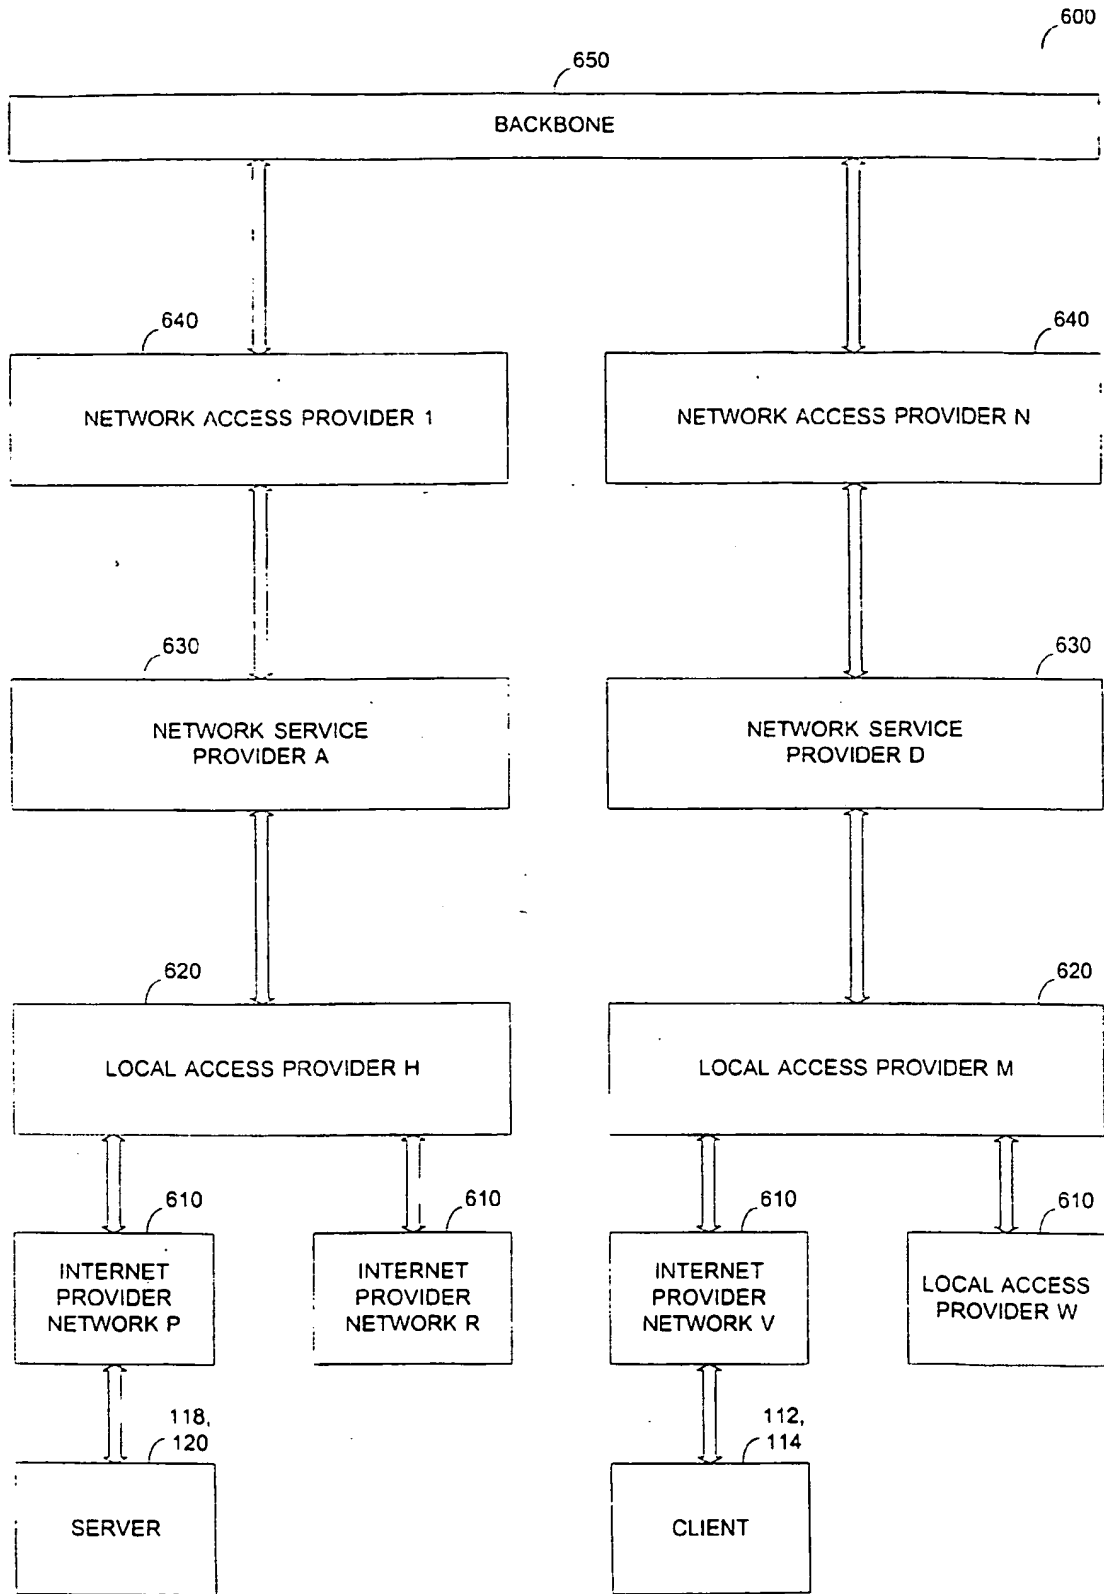 600
650
BACKBONE
640
640
NETWORK ACCESS PROVIDER 1
NETWORK ACCESS PROVIDER N
630
630
NETWORK SERVICE
PROVIDER A
NETWORK SERVICE
PROVIDER D
620
620
LOCAL ACCESS PROVIDER H
LOCAL ACCESS PROVIDER M
610
610
610
610
INTERNET
PROVIDER
NETWORK P
INTERNET
PROVIDER
NETWORK R
INTERNET
PROVIDER
NETWORK V
LOCAL ACCESS
PROVIDER W
118,
120
112,
114
SERVER
CLIENT